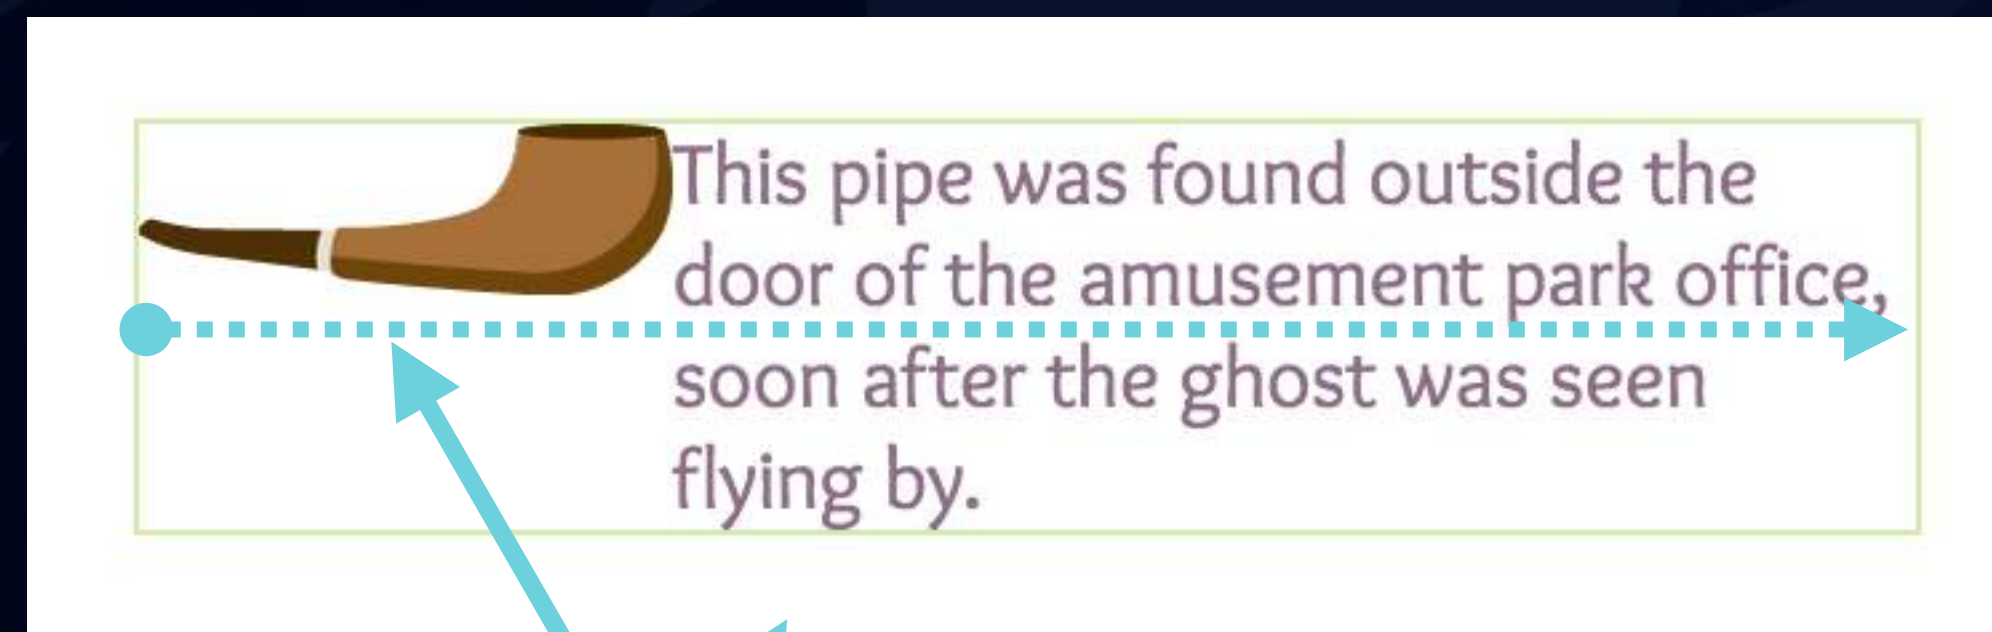 This pipe was found outside the
door of the amusement park office,
soon after the ghost was seen
flying by.